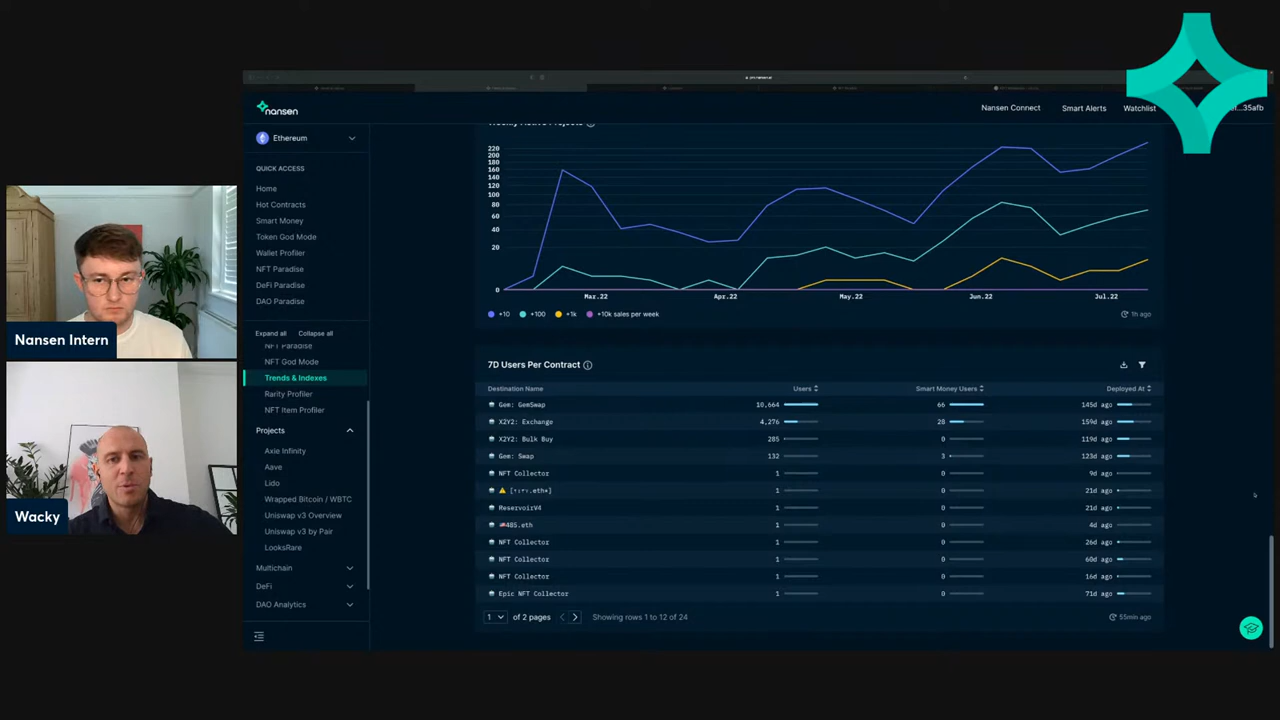 nansen
Nansen Connect
Smart Alerts
Watchlist
35afb
Ethereum
QUICK ACCESS
Home
Hot Contracts
Smart Money
Token God Mode
Wallet Profiler
NFT Paradise
DeFi Paradise
DAO Paradise
Expand all
Collapse all
NFT Paradise
NFT God Mode
Trends & Indexes
Rarity Profiler
NFT Item Profiler
Projects
Axie Infinity
Aave
Lido
Wrapped Bitcoin / WBTC
Uniswap v3 Overview
Uniswap v3 by Pair
LooksRare
Multichain
DeFi
DAO Analytics
Nansen Intern
Wacky
Weekly Active Projects
220
200
180
160
140
120
100
80
60
40
20
0
Mar.22 Apr.22 May.22 Jun.22 Jul.22
+10 +100 +1k +10k sales per week
1h ago
7D Users Per Contract
Destination Name Users Smart Money Users Deployed At
Gem: GemSwap 10,664 66 145d ago
X2Y2: Exchange 4,276 28 159d ago
X2Y2: Bulk Buy 285 0 119d ago
Gem: Swap 132 3 123d ago
NFT Collector 1 0 9d ago
.eth 1 0 21d ago
ReservoirV4 1 0 21d ago
485.eth 1 0 4d ago
NFT Collector 1 0 26d ago
NFT Collector 1 0 60d ago
NFT Collector 1 0 16d ago
Epic NFT Collector 1 0 71d ago
1 of 2 pages Showing rows 1 to 12 of 24
55min ago